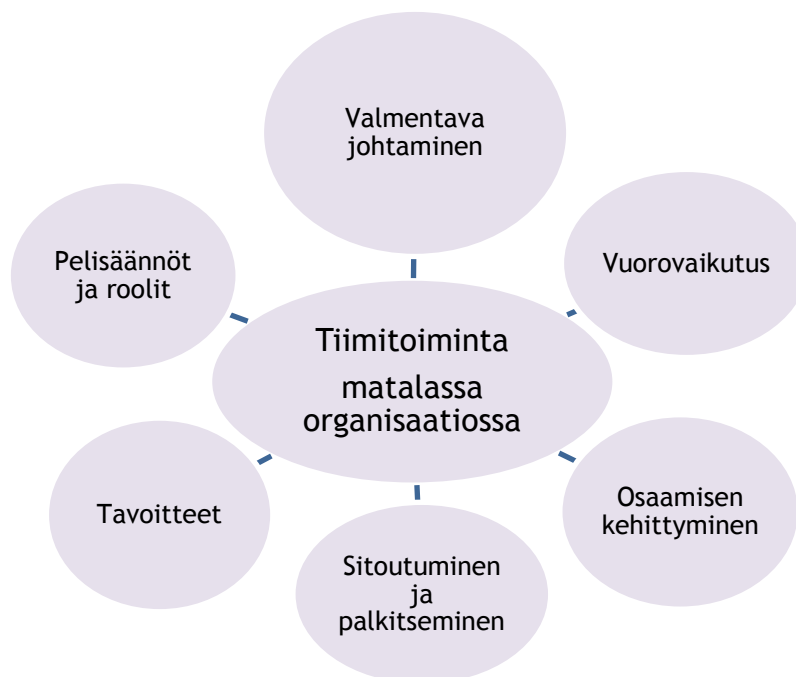 Valmentava
johtaminen
Pelisäännöt
ja roolit
Vuorovaikutus
Tiimitoiminta
matalassa
organisaatiossa
Tavoitteet
Osaamisen
kehittyminen
Sitoutuminen
ja
palkitseminen